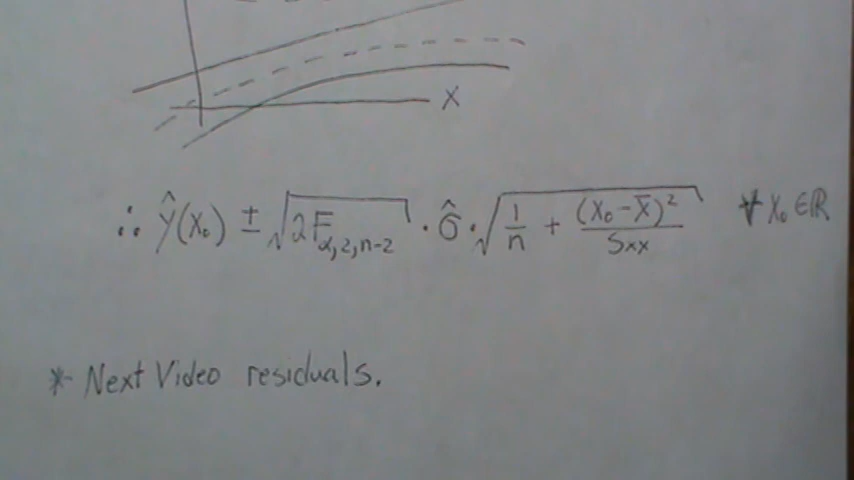 X
∴ ŷ(x₀) ± √(2F_{α,2,n-2}) · σ̂ · √(1/n + (x₀ - x̄)²/Sxx) ∀ x₀ ∈ ℝ
* Next Video residuals.